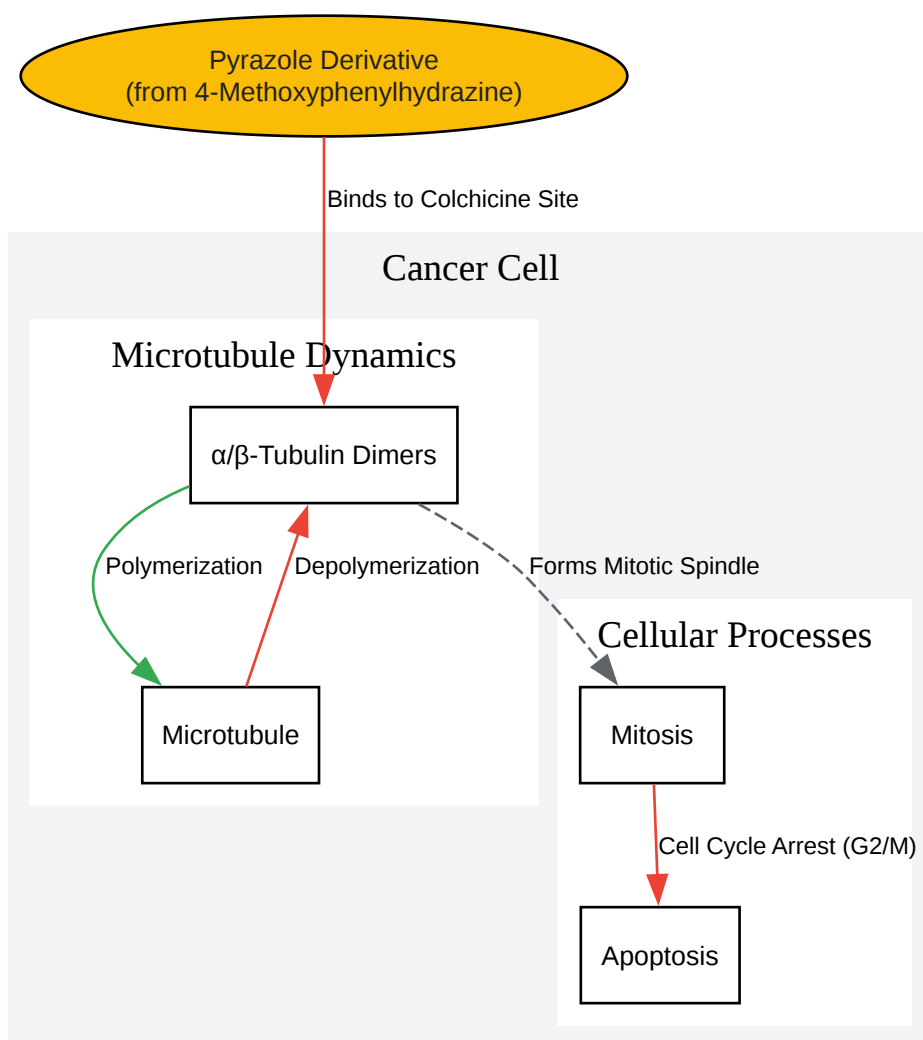 Pyrazole Derivative
(from 4-Methoxyphenylhydrazine)
Binds to Colchicine Site
Cancer Cell
Microtubule Dynamics
α/β-Tubulin Dimers
Polymerization
Depolymerization
Forms Mitotic Spindle
Cellular Processes
Microtubule
Mitosis
Cell Cycle Arrest (G2/M)
Apoptosis